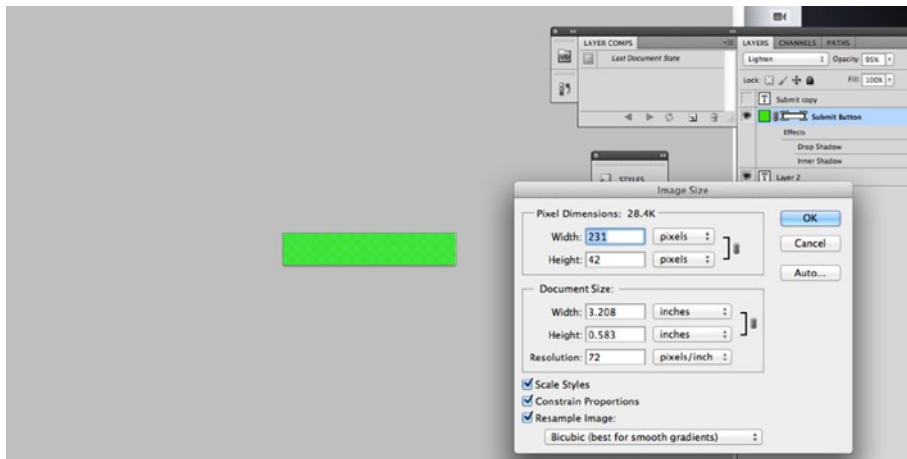 LAYER COMPS
Last Document State
LAYERS CHANNELS PATHS
Lighten Opacity: 95%
Lock: Fill: 100%
T Submit copy
Submit Button
Effects
Drop Shadow
Inner Shadow
T Layer 2
STYLES
Image Size
Pixel Dimensions: 28.4K
Width: 231 pixels
Height: 42 pixels
OK
Cancel
Auto...
Document Size:
Width: 3.208 inches
Height: 0.583 inches
Resolution: 72 pixels/inch
Scale Styles
Constrain Proportions
Resample Image:
Bicubic (best for smooth gradients)